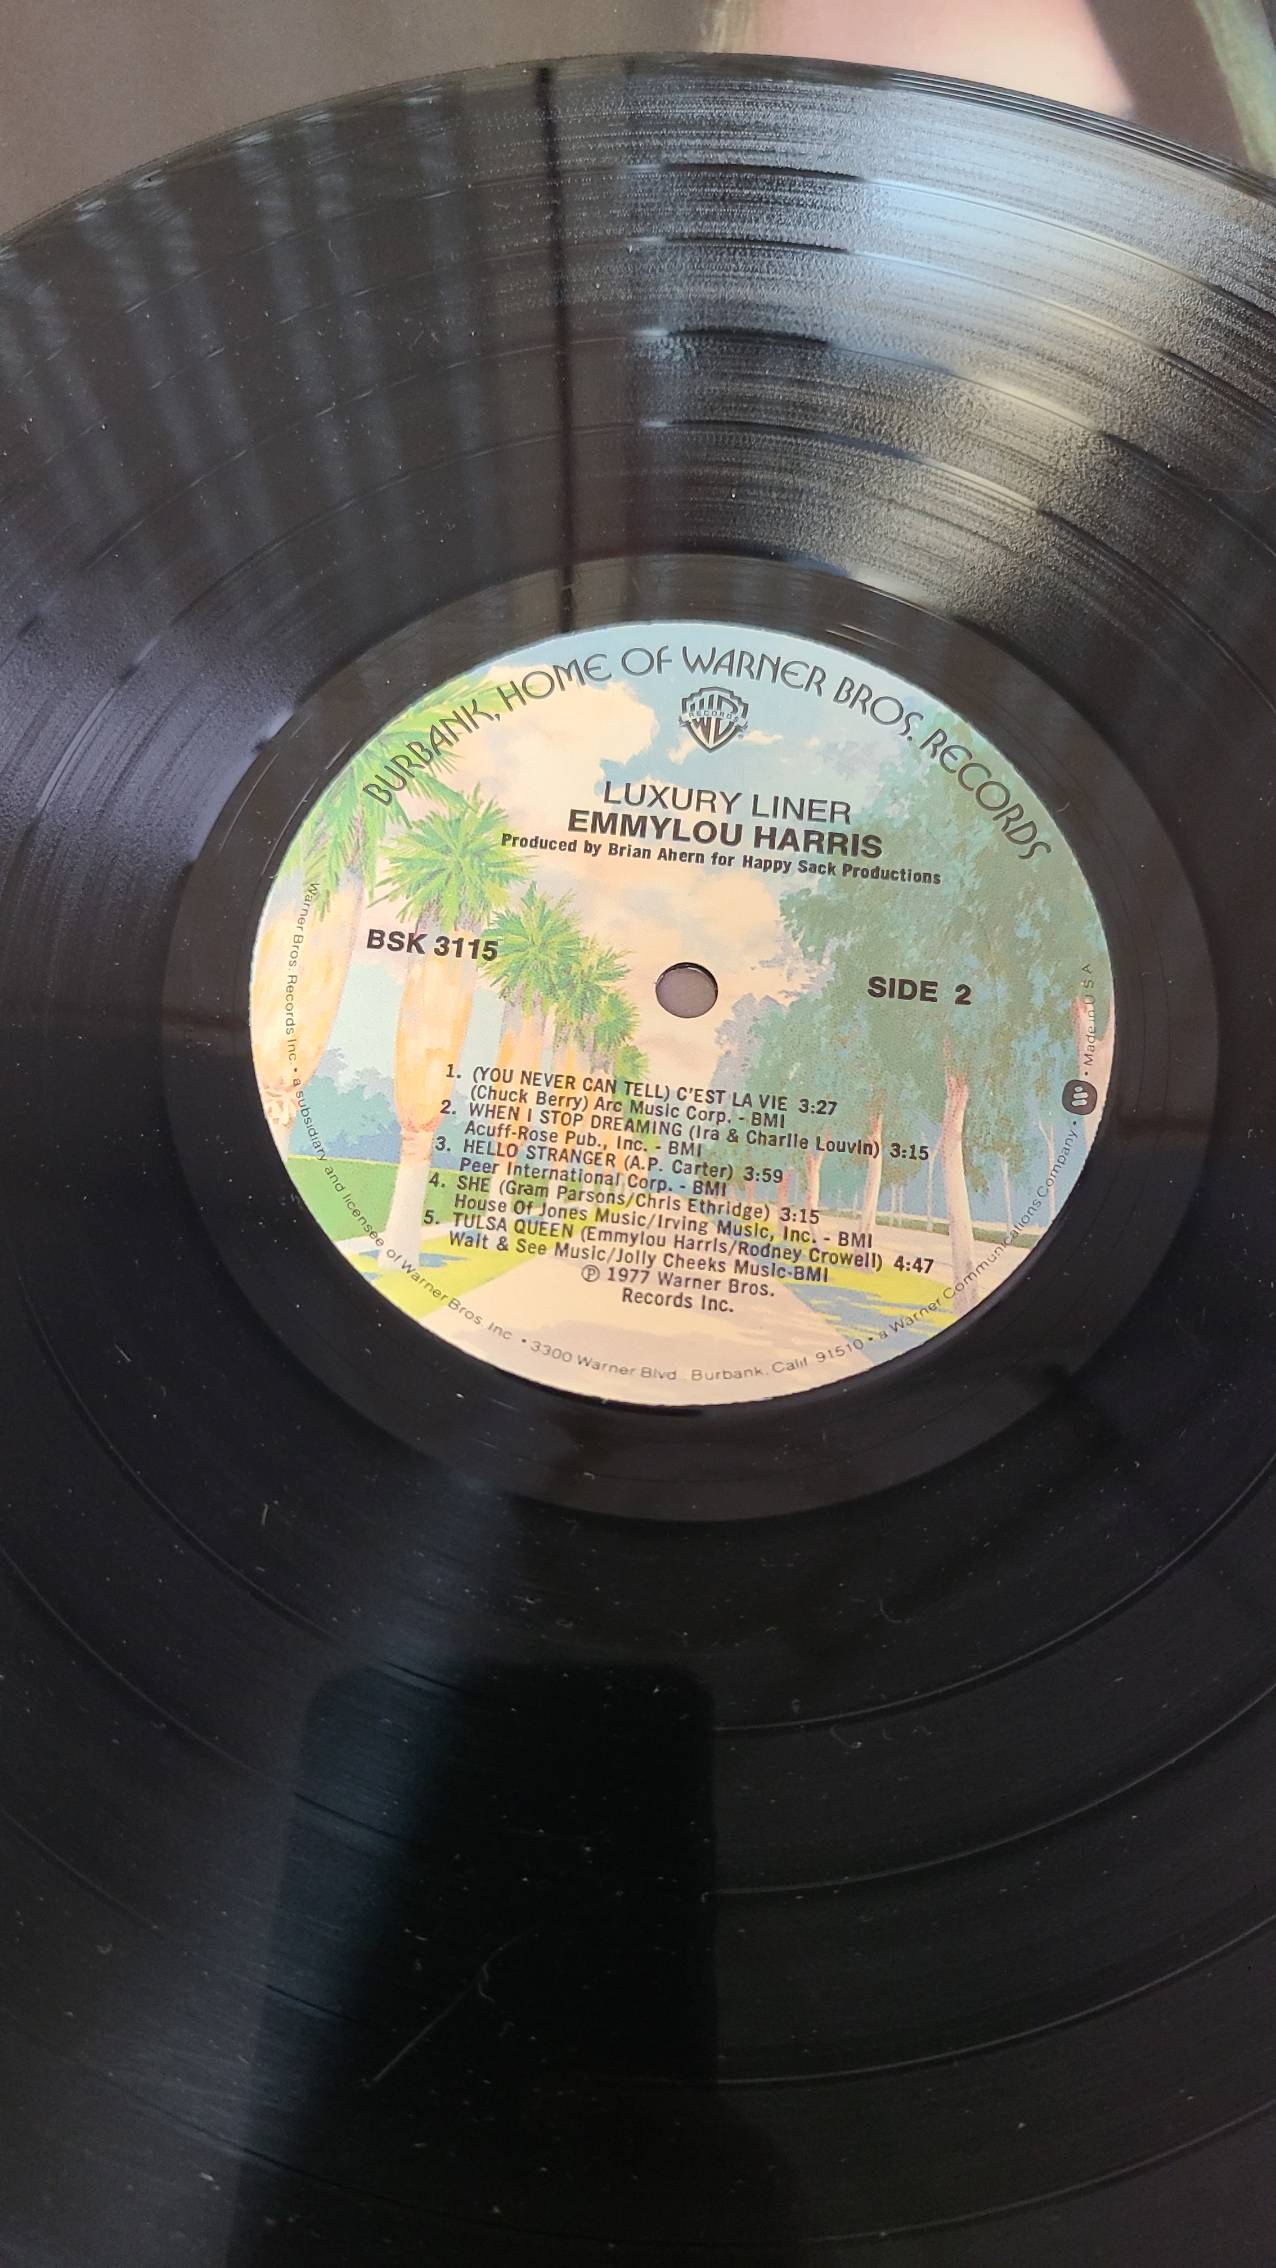 BURBANK, HOME OF WARNER BROS. RECORDS
W RECORDS B
LUXURY LINER
EMMYLOU HARRIS
Produced by Brian Ahern for Happy Sack Productions
BSK 3115
SIDE 2
1. (YOU NEVER CAN TELL) C'EST LA VIE 3:27
(Chuck Berry) Arc Music Corp. - BMI
2. WHEN I STOP DREAMING (Ira & Charlie Louvin) 3:15
Acuff-Rose Pub., Inc. - BMI
3. HELLO STRANGER (A.P. Carter) 3:59
Peer International Corp. - BMI
4. SHE (Gram Parsons/Chris Ethridge) 3:15
House Of Jones Music/Irving Music, Inc. - BMI
5. TULSA QUEEN (Emmylou Harris/Rodney Crowell) 4:47
Wait & See Music/Jolly Cheeks Music-BMI
℗ 1977 Warner Bros.
Records Inc.
Warner Bros. Records Inc. • a subsidiary and licensee of Warner Bros. Inc. • 3300 Warner Blvd., Burbank, Calif. 91510 • a Warner Communications Company • Made in U S A